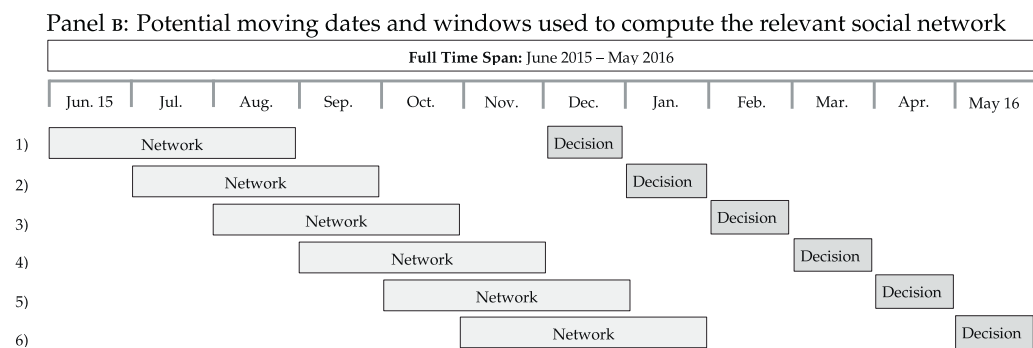 Panel B: Potential moving dates and windows used to compute the relevant social network
Full Time Span: June 2015 – May 2016
Jun. 15 Jul. Aug. Sep. Oct. Nov. Dec. Jan. Feb. Mar. Apr. May 16
1) Network Decision
2) Network Decision
3) Network Decision
4) Network Decision
5) Network Decision
6) Network Decision